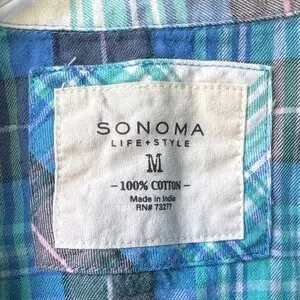 SONOMA
LIFE+STYLE
M
-100% COTTON-
Made in India
RN# 73277